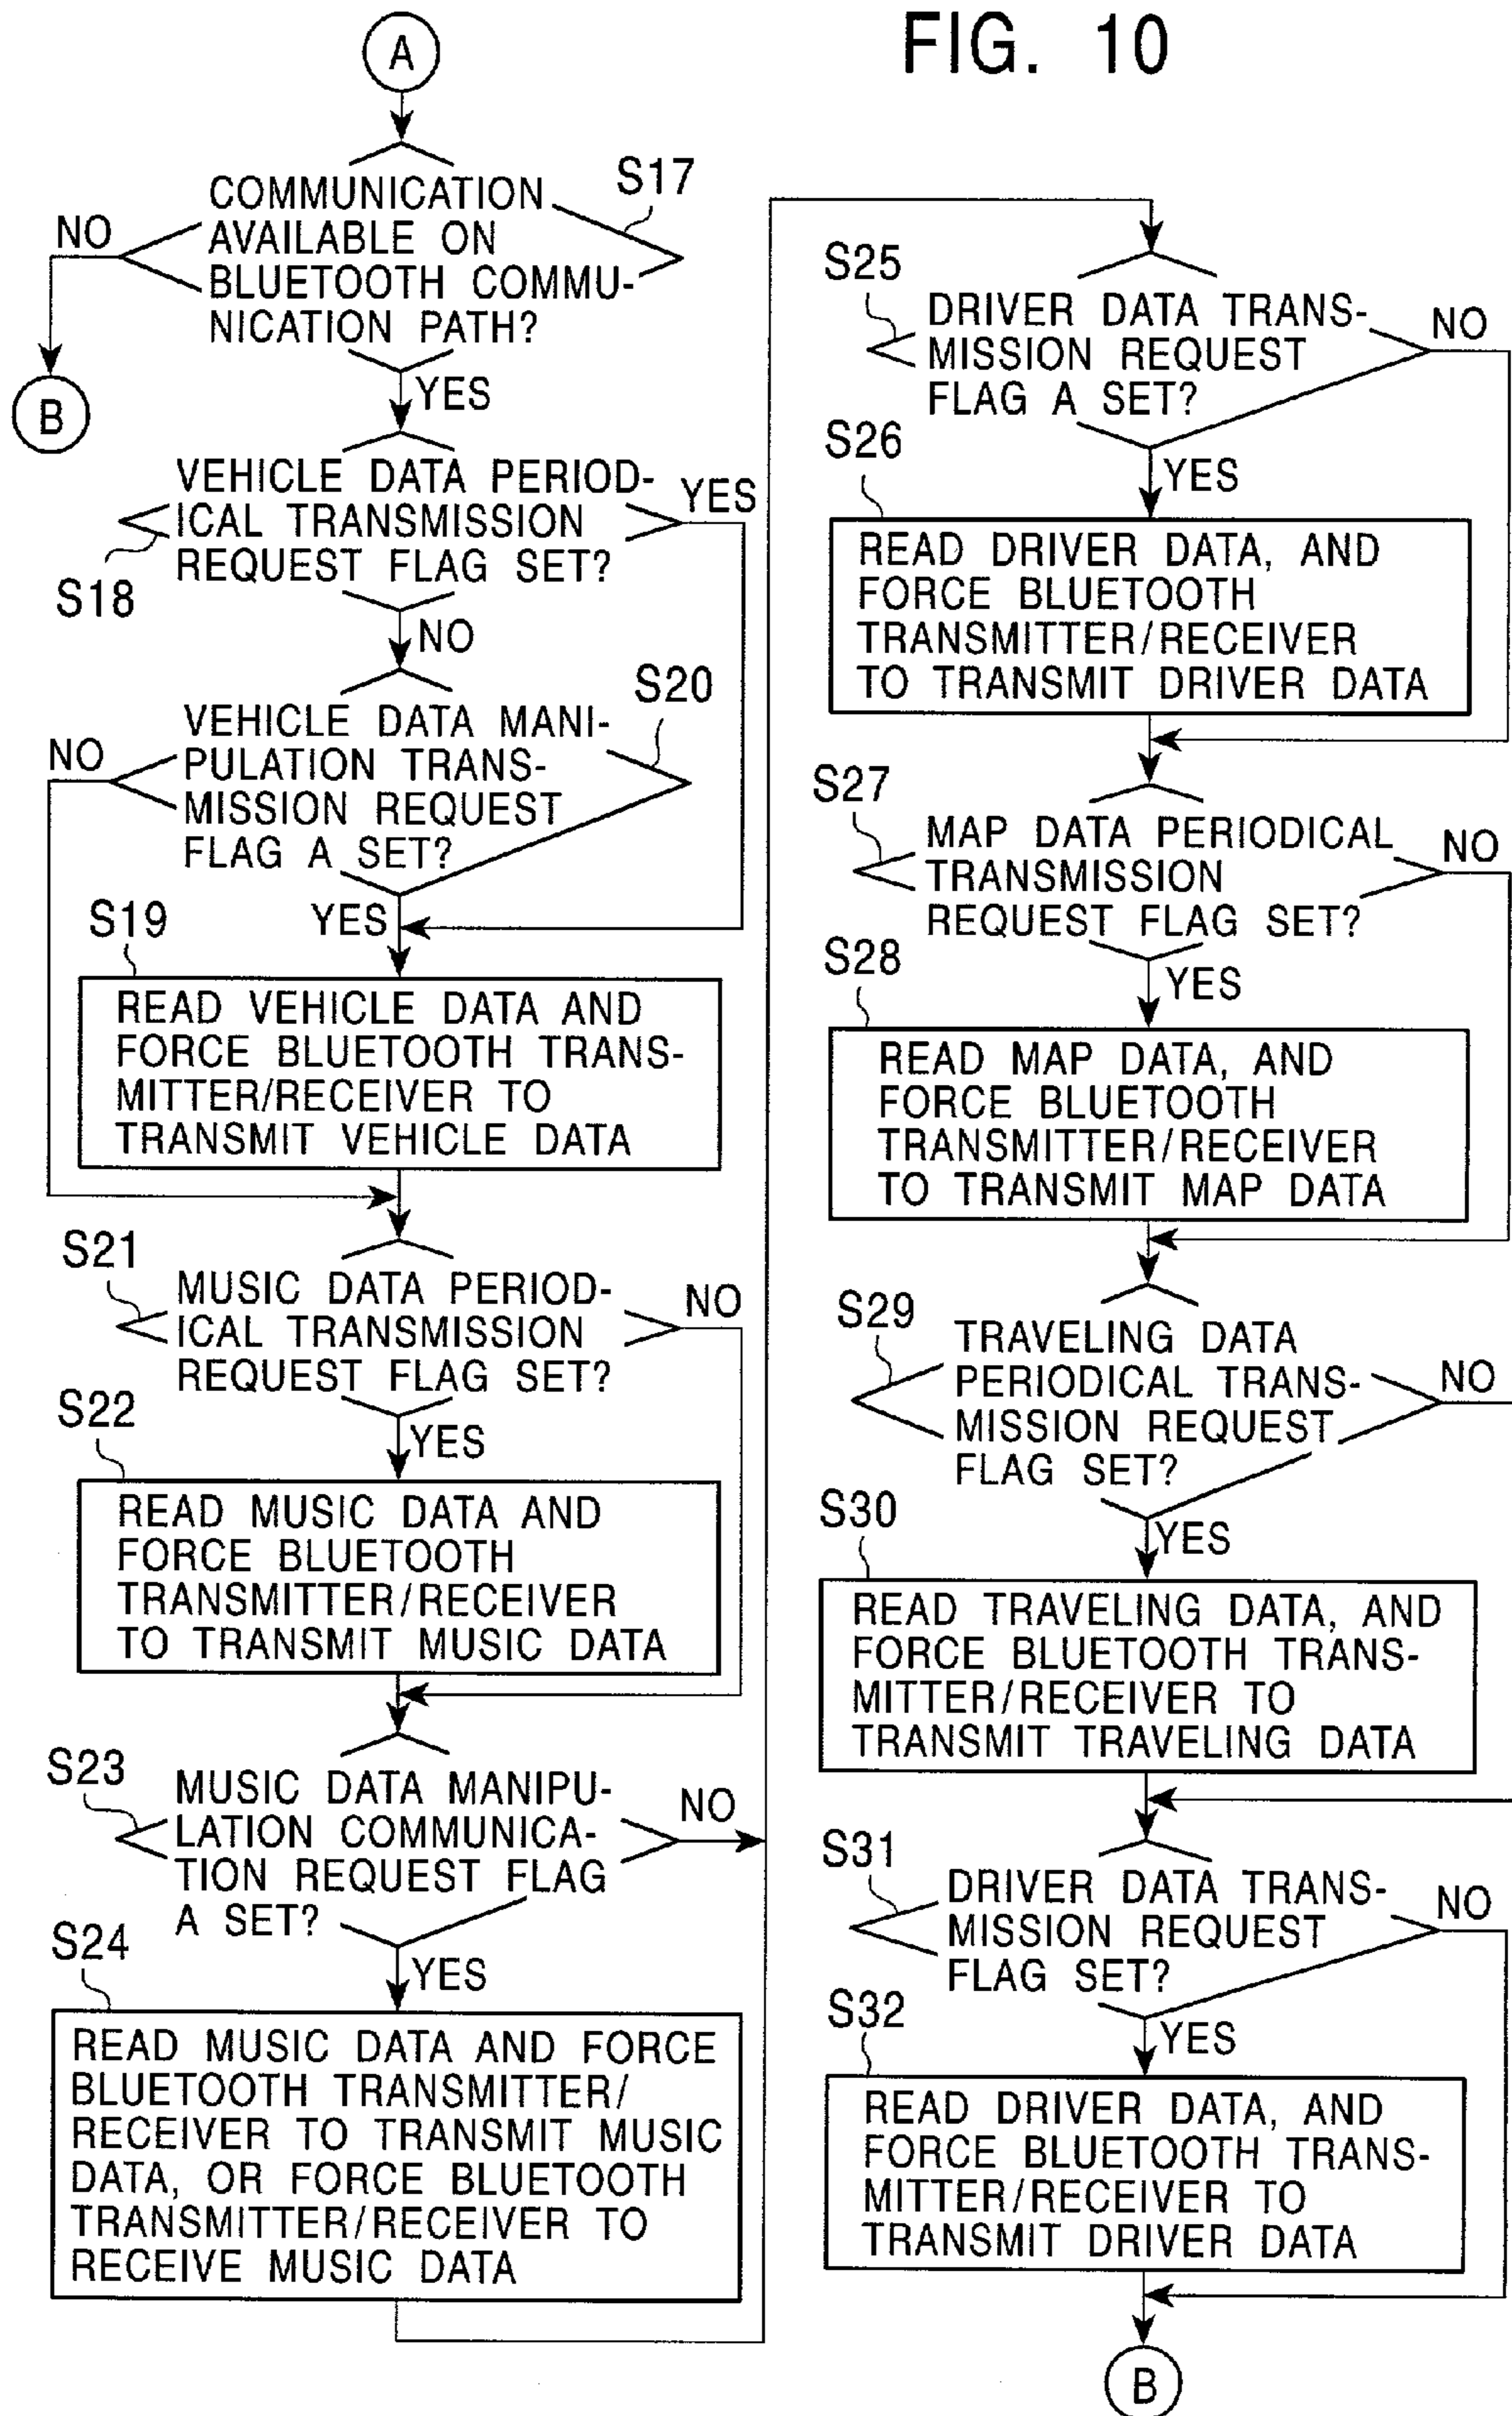 FIG. 10
A
COMMUNICATION
AVAILABLE ON
BLUETOOTH COMMU-
NICATION PATH?
S17
NO
B
YES
VEHICLE DATA PERIOD-
ICAL TRANSMISSION
REQUEST FLAG SET?
YES
S18
NO
S20
VEHICLE DATA MANI-
PULATION TRANS-
MISSION REQUEST
FLAG A SET?
NO
YES
S19
READ VEHICLE DATA AND
FORCE BLUETOOTH TRANS-
MITTER/RECEIVER TO
TRANSMIT VEHICLE DATA
S21
MUSIC DATA PERIOD-
ICAL TRANSMISSION
REQUEST FLAG SET?
NO
S22
YES
READ MUSIC DATA AND
FORCE BLUETOOTH
TRANSMITTER/RECEIVER
TO TRANSMIT MUSIC DATA
S23
MUSIC DATA MANIPU-
LATION COMMUNICA-
TION REQUEST FLAG
A SET?
NO
S24
YES
READ MUSIC DATA AND FORCE
BLUETOOTH TRANSMITTER/
RECEIVER TO TRANSMIT MUSIC
DATA, OR FORCE BLUETOOTH
TRANSMITTER/RECEIVER TO
RECEIVE MUSIC DATA
S25
DRIVER DATA TRANS-
MISSION REQUEST
FLAG A SET?
NO
S26
YES
READ DRIVER DATA, AND
FORCE BLUETOOTH
TRANSMITTER/RECEIVER
TO TRANSMIT DRIVER DATA
S27
MAP DATA PERIODICAL
TRANSMISSION
REQUEST FLAG SET?
NO
S28
YES
READ MAP DATA, AND
FORCE BLUETOOTH
TRANSMITTER/RECEIVER
TO TRANSMIT MAP DATA
S29
TRAVELING DATA
PERIODICAL TRANS-
MISSION REQUEST
FLAG SET?
NO
S30
YES
READ TRAVELING DATA, AND
FORCE BLUETOOTH TRANS-
MITTER/RECEIVER TO
TRANSMIT TRAVELING DATA
S31
DRIVER DATA TRANS-
MISSION REQUEST
FLAG SET?
NO
S32
YES
READ DRIVER DATA, AND
FORCE BLUETOOTH TRANS-
MITTER/RECEIVER TO
TRANSMIT DRIVER DATA
B